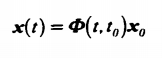 x(t) = Φ(t, t₀)x₀